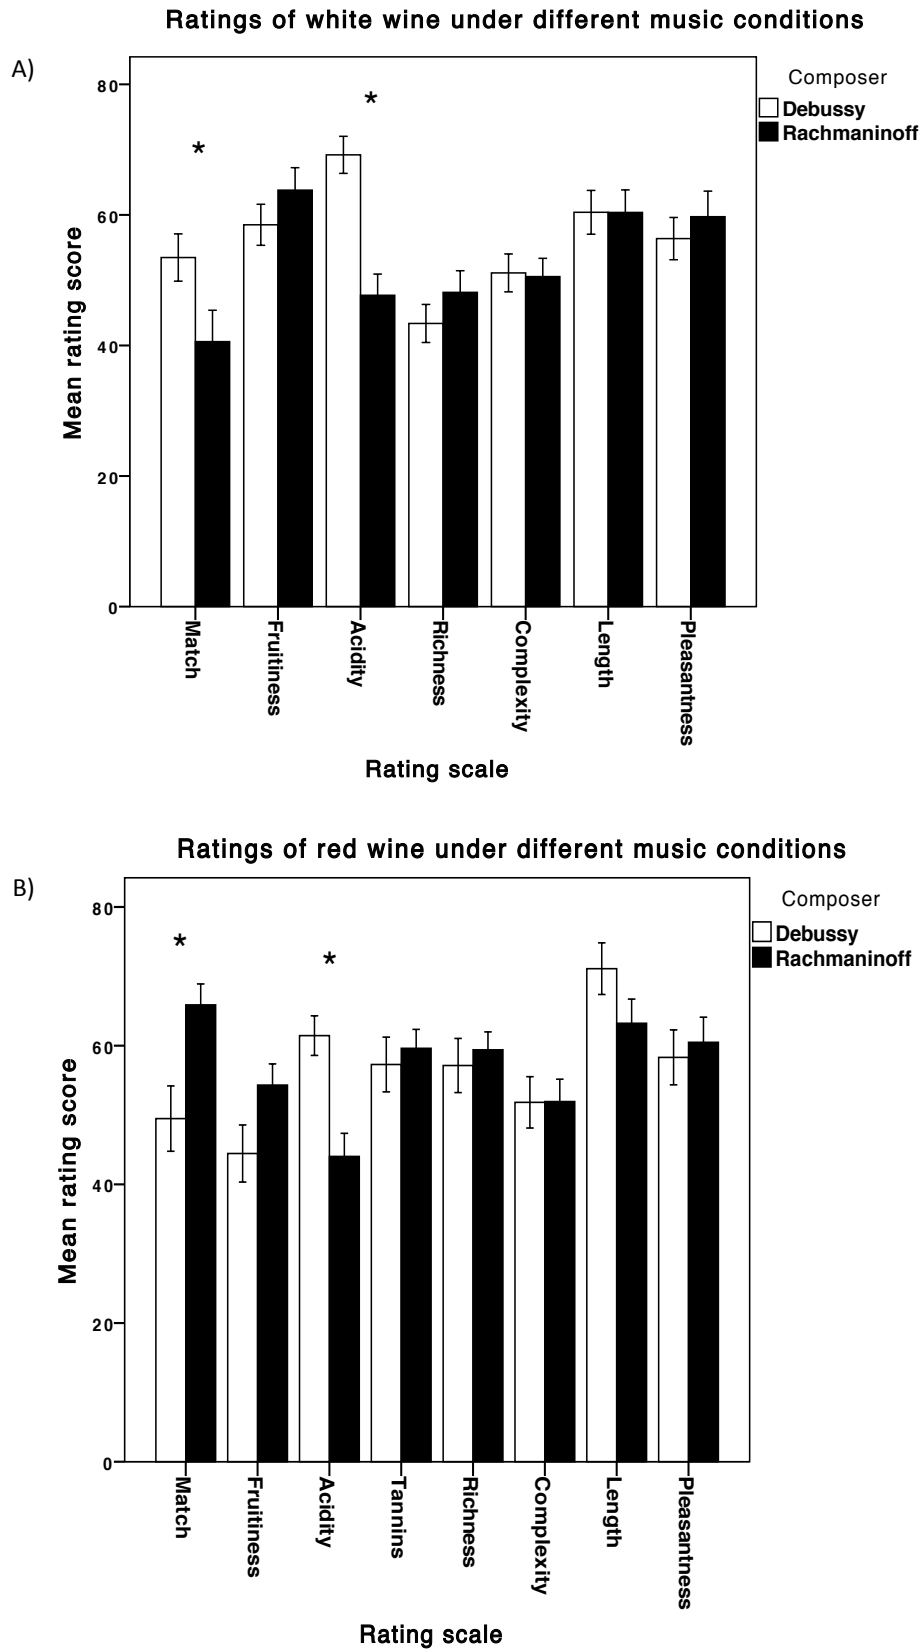 Ratings of white wine under different music conditions
A)
Composer
Debussy
Rachmaninoff
80
60
40
20
0
*
*
Mean rating score
Match
Fruitiness
Acidity
Richness
Complexity
Length
Pleasantness
Rating scale
Ratings of red wine under different music conditions
B)
Composer
Debussy
Rachmaninoff
80
60
40
20
0
*
*
Mean rating score
Match
Fruitiness
Acidity
Tannins
Richness
Complexity
Length
Pleasantness
Rating scale